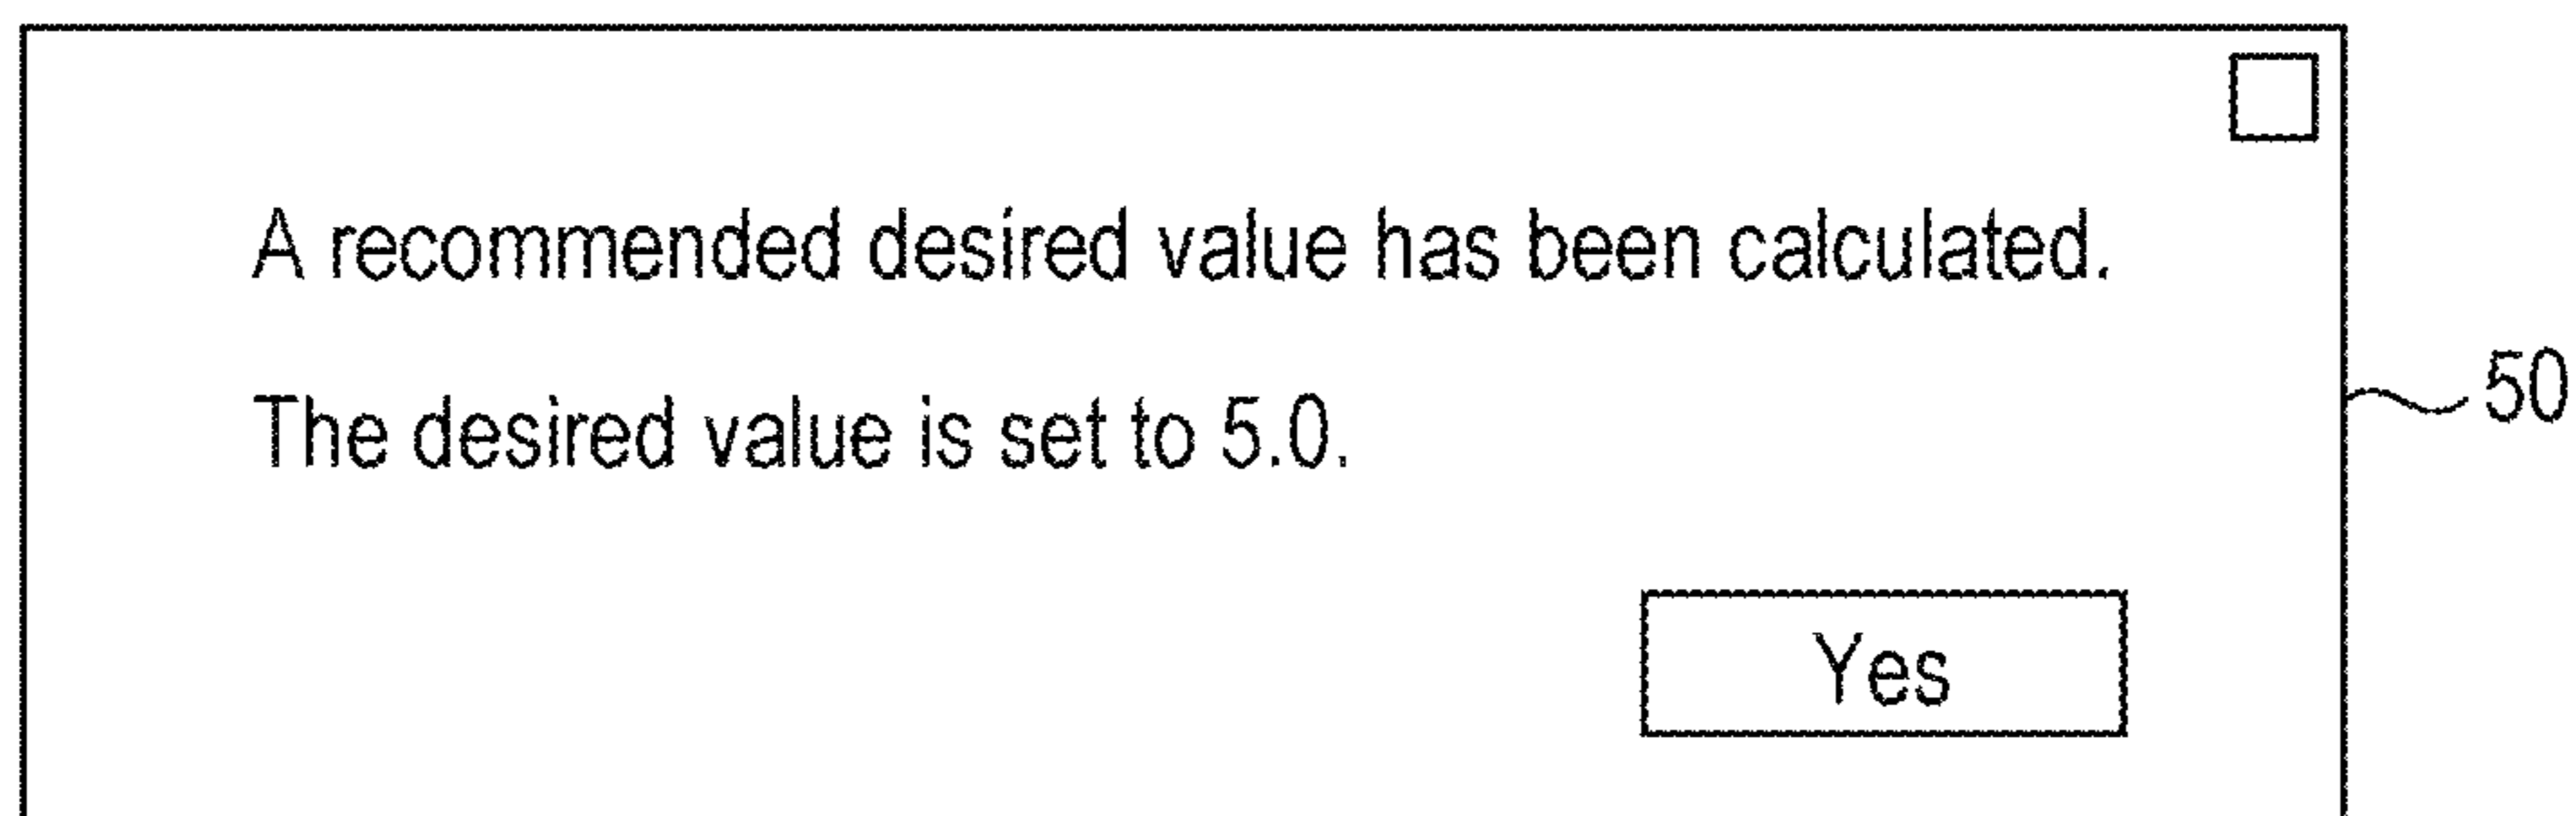 A recommended desired value has been calculated.
The desired value is set to 5.0.
50
Yes